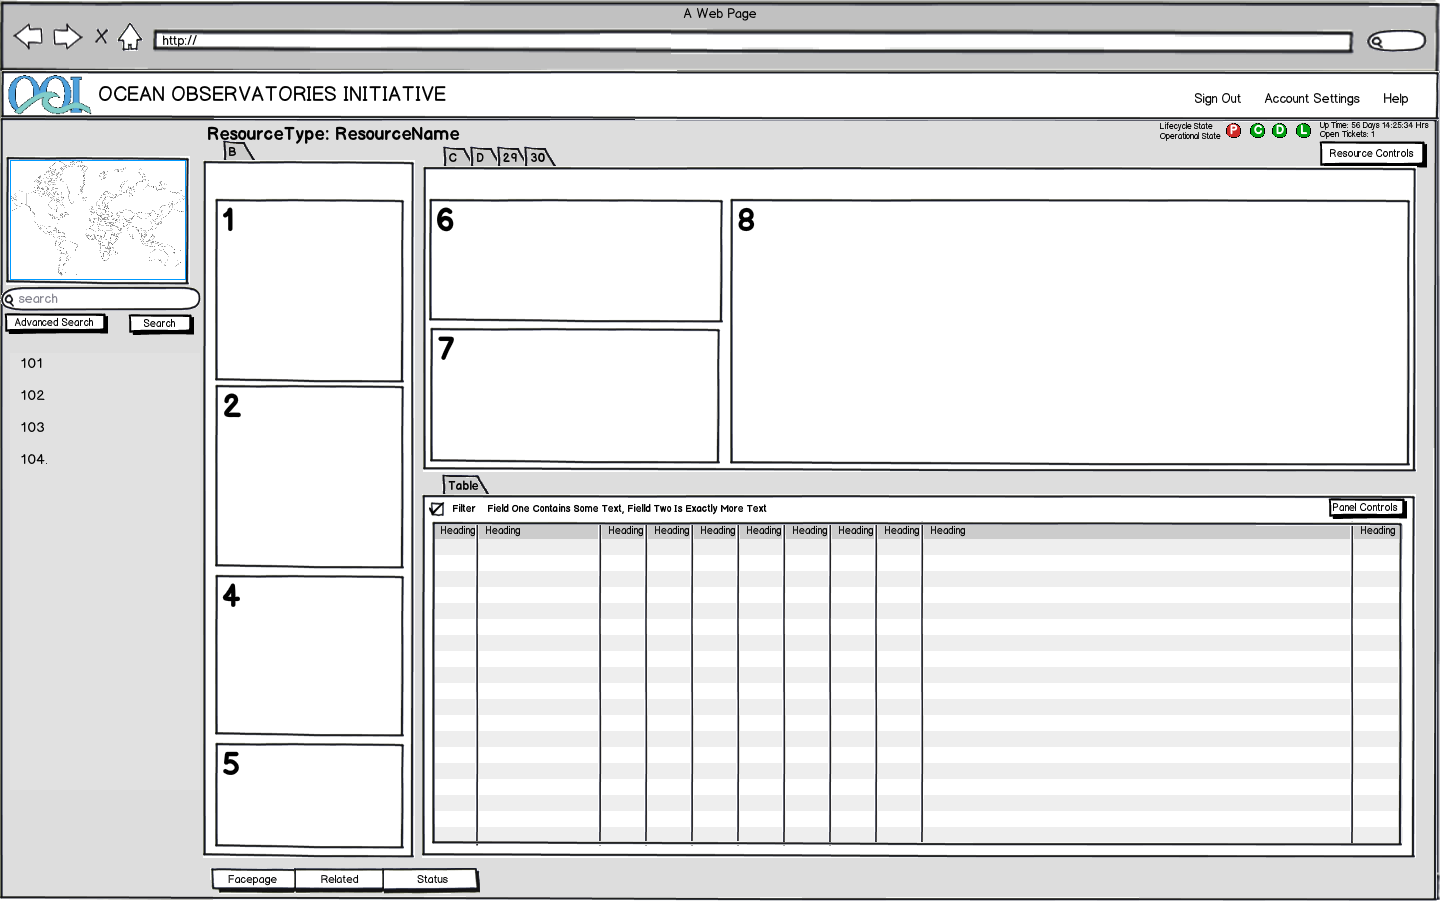 A Web Page
http://
OOI OCEAN OBSERVATORIES INITIATIVE
Sign Out Account Settings Help
ResourceType: ResourceName
Lifecycle State
Operational State
P C D L
Up Time: 56 Days 14:25:34 Hrs
Open Tickets: 1
Resource Controls
B
C D 29 30
search
Advanced Search Search
101
102
103
104.
1
2
4
5
6
7
8
Table
Filter Field One Contains Some Text, Fielld Two Is Exactly More Text
Panel Controls
Heading Heading Heading Heading Heading Heading Heading Heading Heading Heading Heading
Facepage Related Status